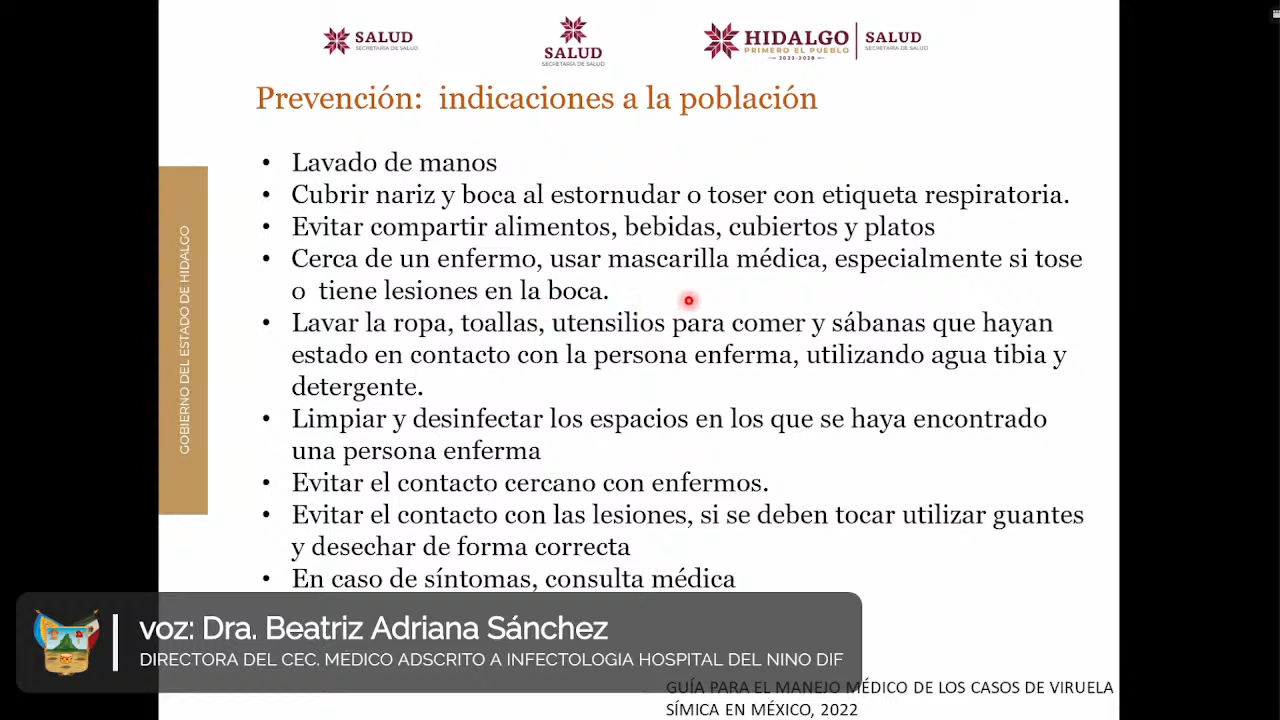 SALUD
SECRETARÍA DE SALUD
SALUD
SECRETARÍA DE SALUD
HIDALGO
PRIMERO EL PUEBLO
2022-2028
SALUD
SECRETARÍA DE SALUD
Prevención: indicaciones a la población
• Lavado de manos
• Cubrir nariz y boca al estornudar o toser con etiqueta respiratoria.
• Evitar compartir alimentos, bebidas, cubiertos y platos
• Cerca de un enfermo, usar mascarilla médica, especialmente si tose
o tiene lesiones en la boca.
• Lavar la ropa, toallas, utensilios para comer y sábanas que hayan
estado en contacto con la persona enferma, utilizando agua tibia y
detergente.
• Limpiar y desinfectar los espacios en los que se haya encontrado
una persona enferma
• Evitar el contacto cercano con enfermos.
• Evitar el contacto con las lesiones, si se deben tocar utilizar guantes
y desechar de forma correcta
• En caso de síntomas, consulta médica
GOBIERNO DEL ESTADO DE HIDALGO
voz: Dra. Beatriz Adriana Sánchez
DIRECTORA DEL CEC. MÉDICO ADSCRITO A INFECTOLOGIA HOSPITAL DEL NINO DIF
GUÍA PARA EL MANEJO MÉDICO DE LOS CASOS DE VIRUELA
SÍMICA EN MÉXICO, 2022